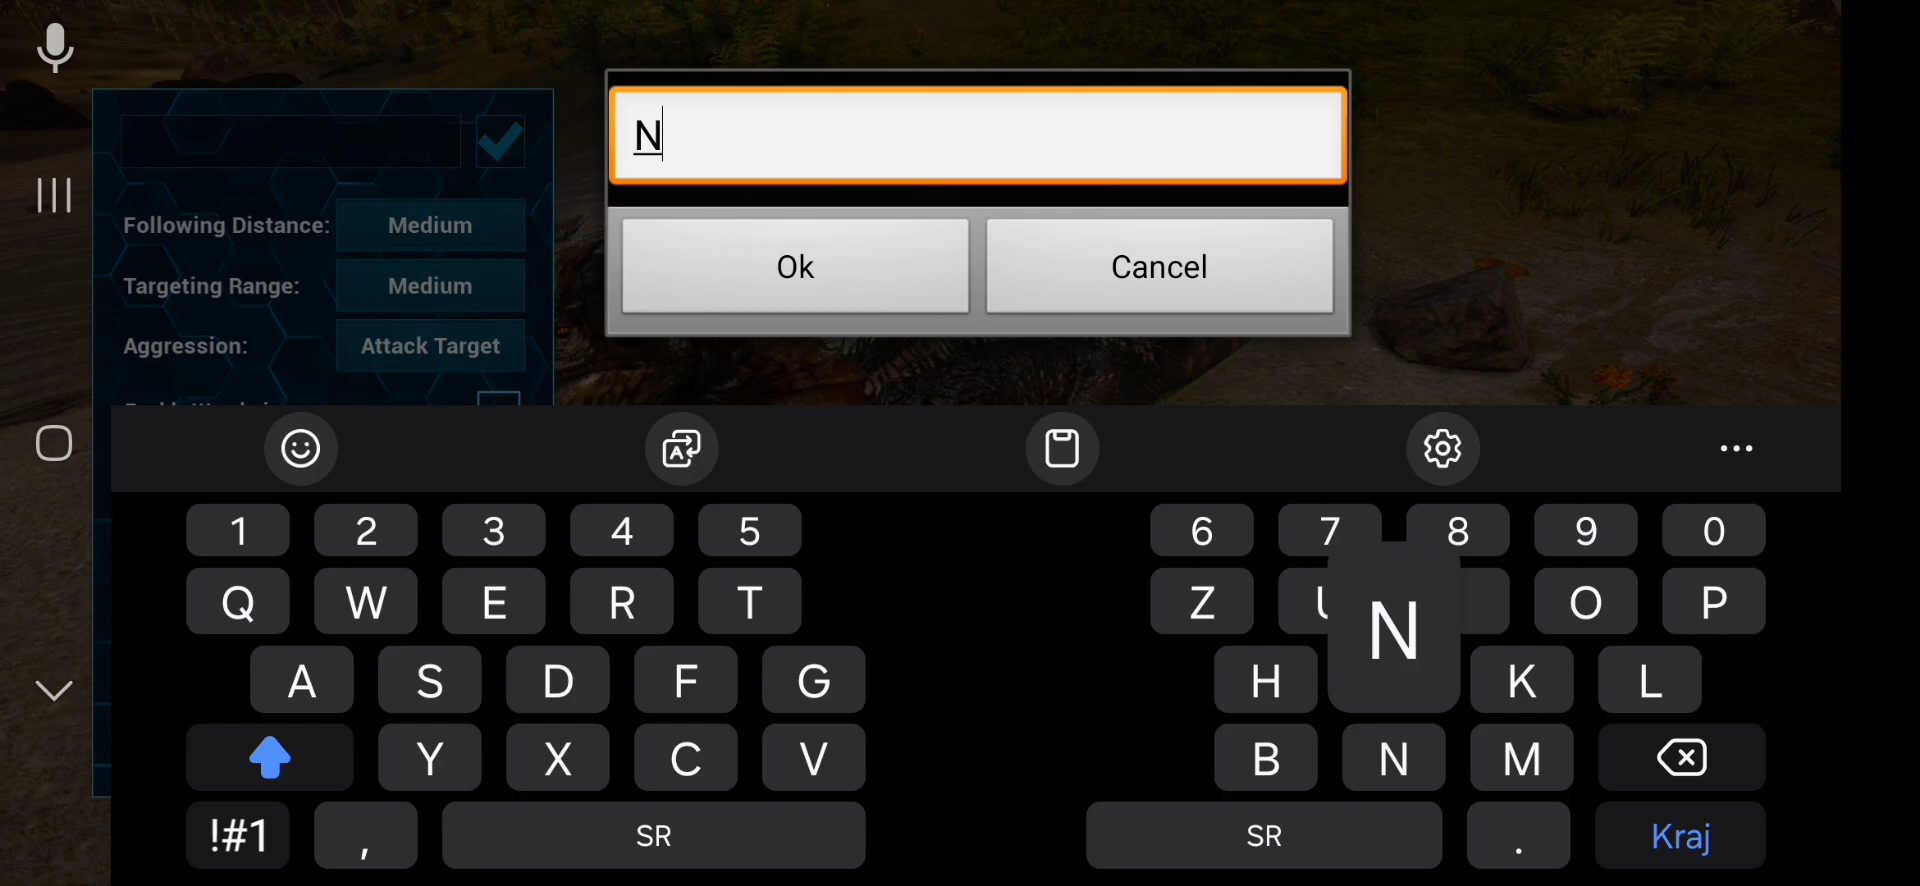 N
Ok Cancel
Following Distance: Medium
Targeting Range: Medium
Aggression: Attack Target
1 2 3 4 5 6 7 8 9 0
Q W E R T Z O P
A S D F G H N K L
Y X C V B N M
!#1 , SR SR . Kraj